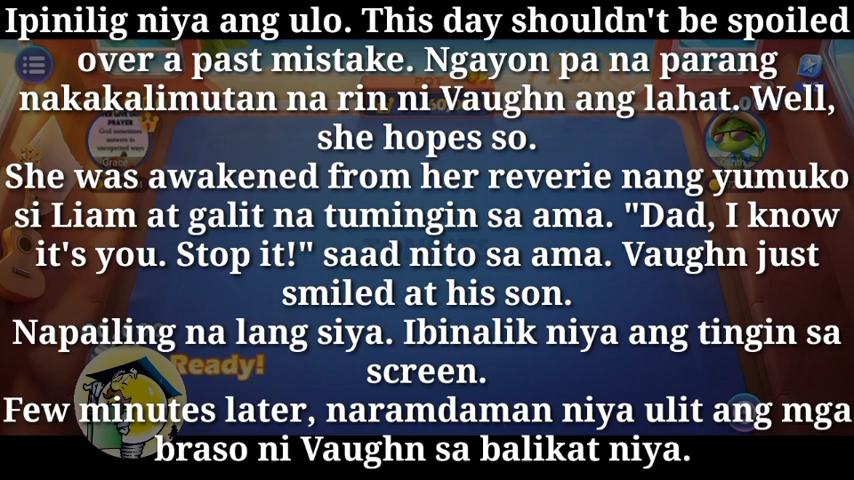 Ipinilig niya ang ulo. This day shouldn't be spoiled
over a past mistake. Ngayon pa na parang
nakakalimutan na rin ni Vaughn ang lahat. Well,
she hopes so.
She was awakened from her reverie nang yumuko
si Liam at galit na tumingin sa ama. "Dad, I know
it's you. Stop it!" saad nito sa ama. Vaughn just
smiled at his son.
Napailing na lang siya. Ibinalik niya ang tingin sa
screen.
Ready!
Few minutes later, naramdaman niya ulit ang mga
braso ni Vaughn sa balikat niya.